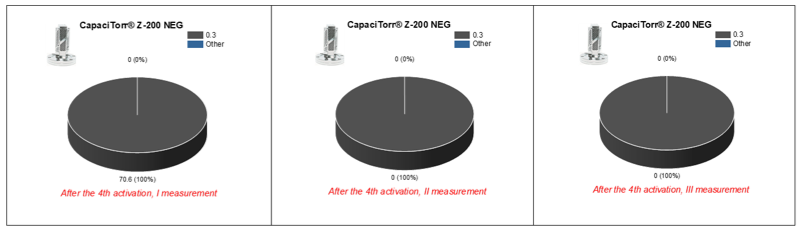 CapaciTorr® Z-200 NEG
0.3
Other
0 (0%)
70.6 (100%)
After the 4th activation, I measurement
CapaciTorr® Z-200 NEG
0.3
Other
0 (0%)
0 (100%)
After the 4th activation, II measurement
CapaciTorr® Z-200 NEG
0.3
Other
0 (0%)
0 (100%)
After the 4th activation, III measurement